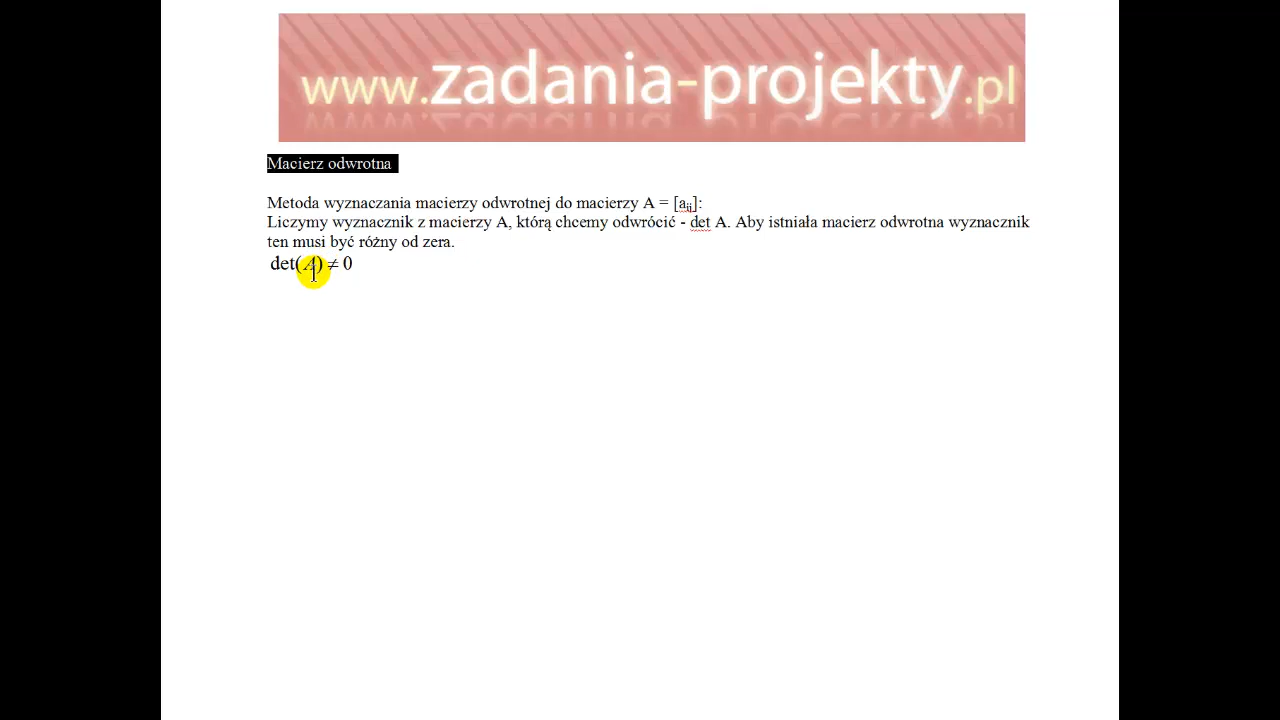 www.zadania-projekty.pl
Macierz odwrotna
Metoda wyznaczania macierzy odwrotnej do macierzy A = [aij]:
Liczymy wyznacznik z macierzy A, którą chcemy odwrócić - det A. Aby istniała macierz odwrotna wyznacznik
ten musi być różny od zera.
det(A) ≠ 0